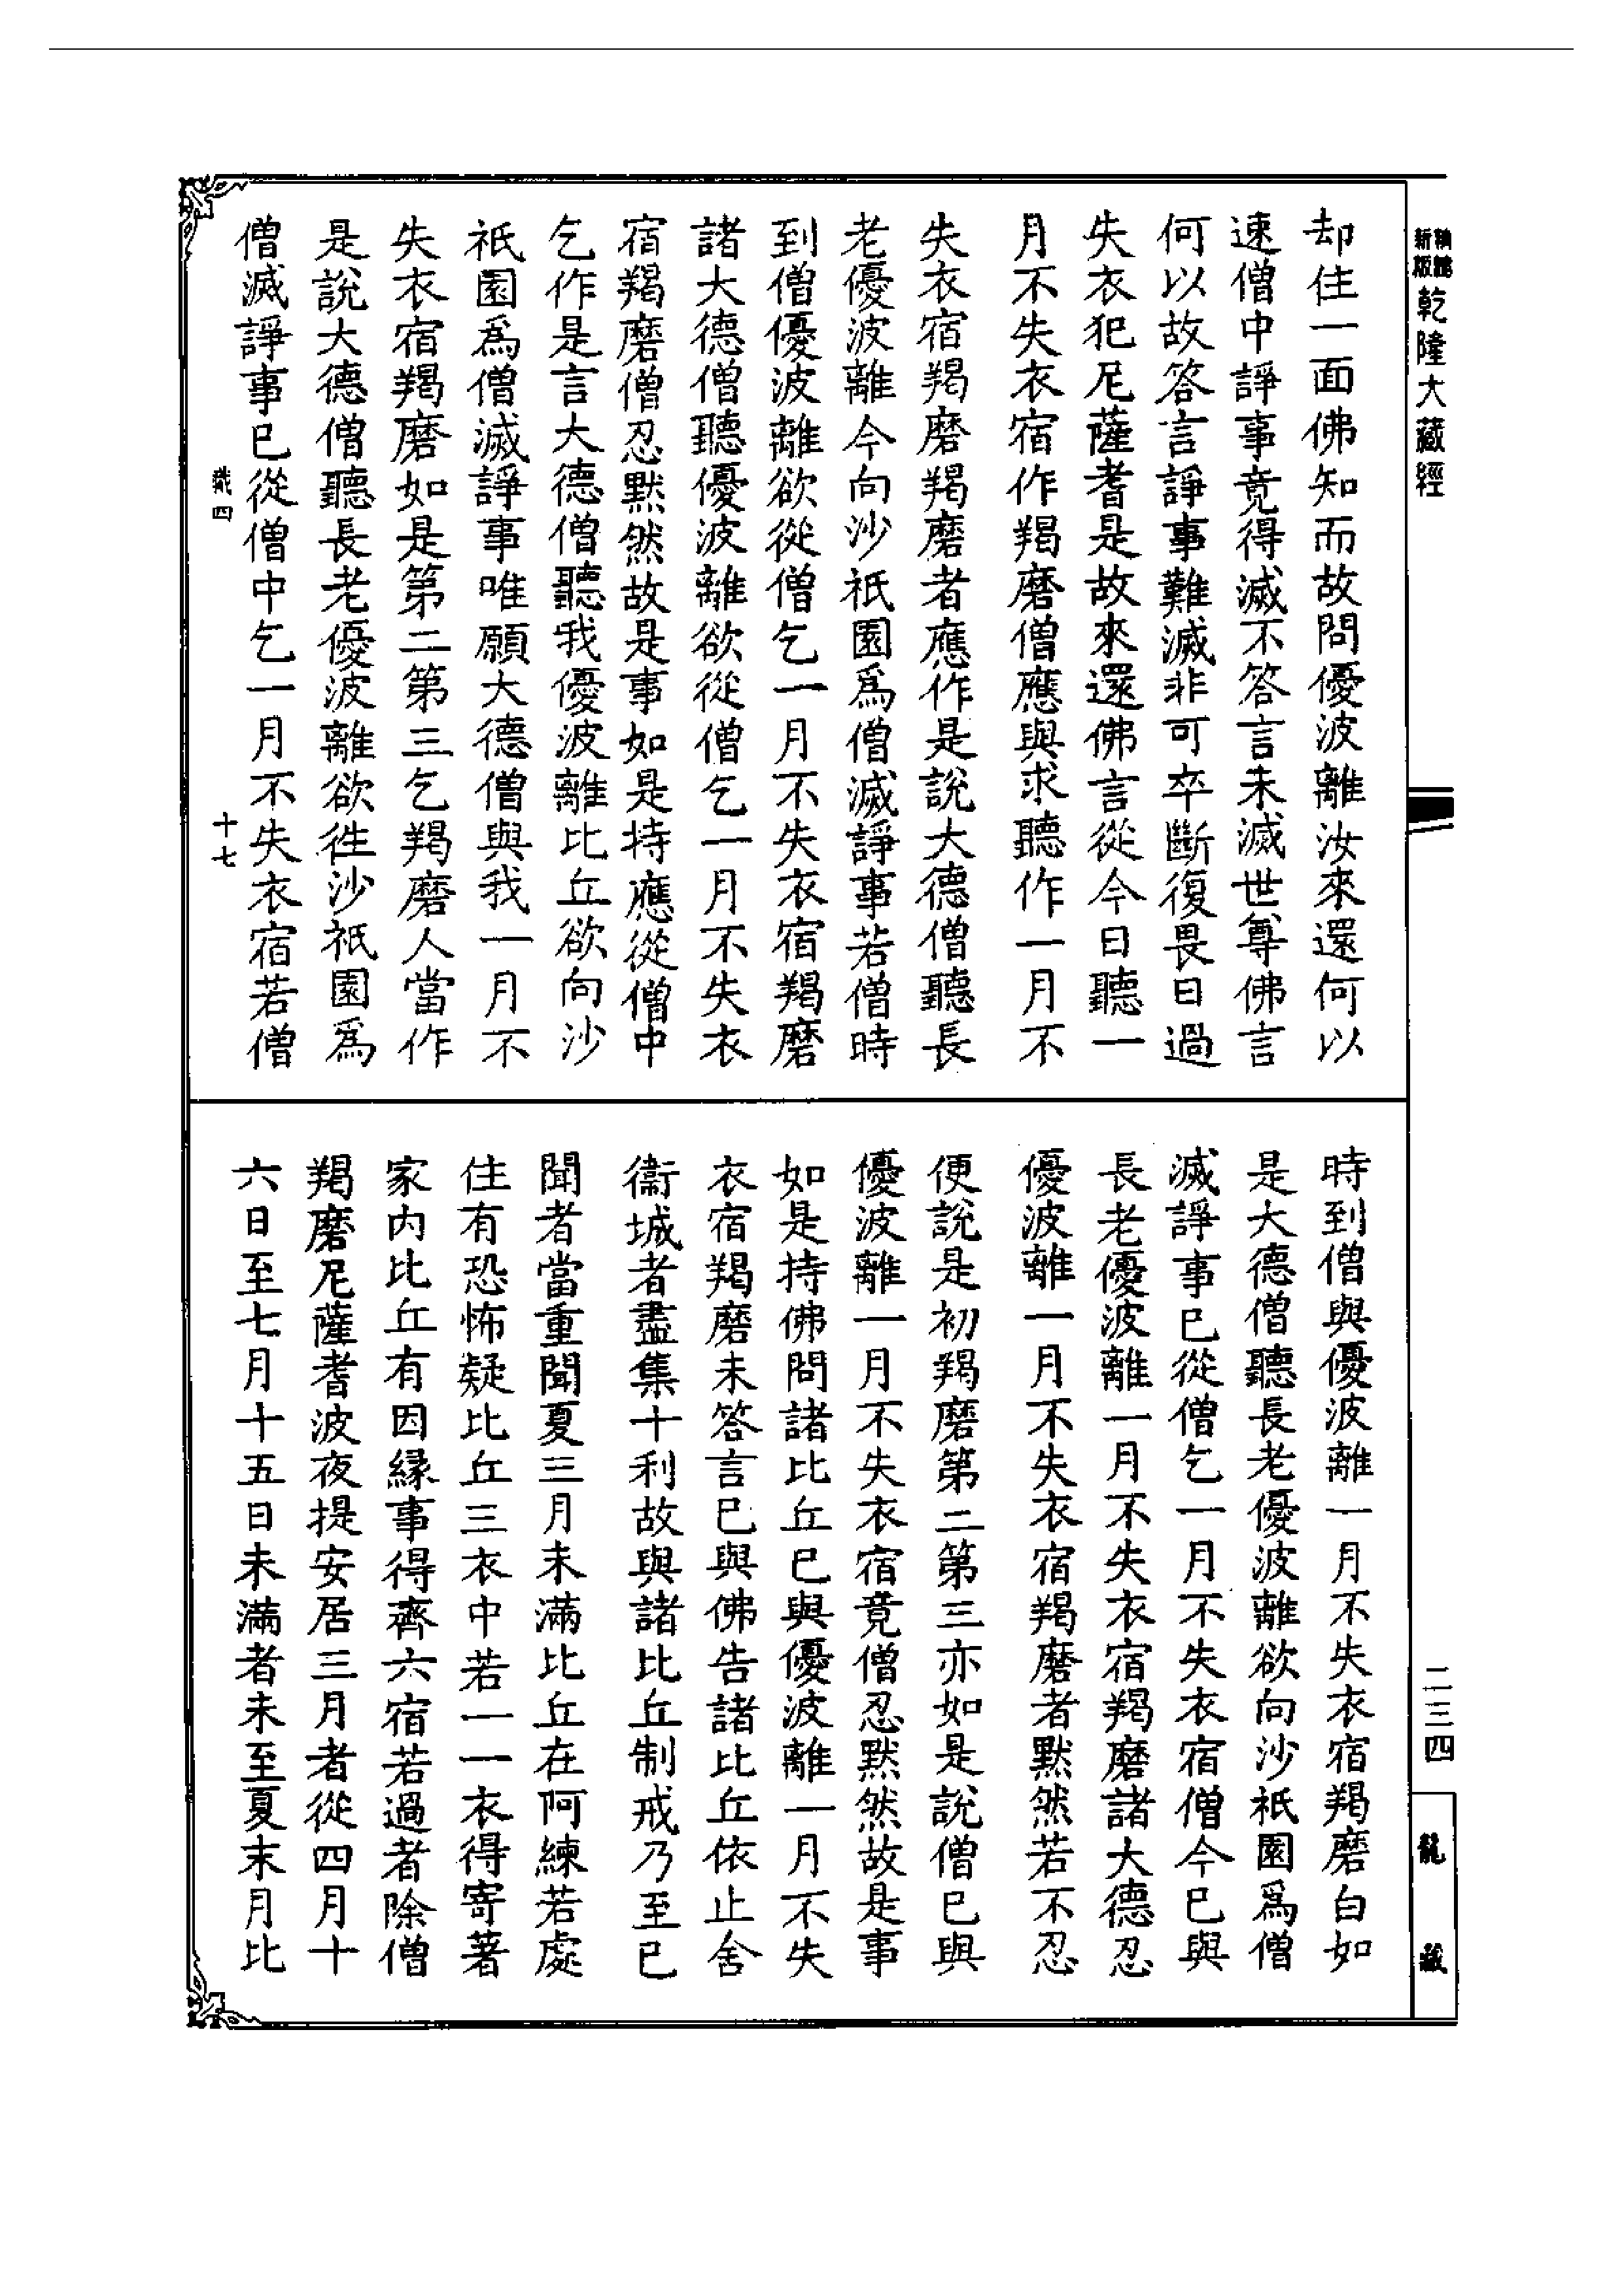 新版
乾隆大藏經
二三四
龍藏
却住一面佛知而故問優波離汝來還何以
速僧中諍事竟得滅不答言未滅世尊佛言
何以故答言諍事難滅非可卒斷復畏日過
失衣犯尼薩耆是故來還佛言從今日聽一
月不失衣宿作羯磨僧應與求聽作一月不
失衣宿羯磨羯磨者應作是說大德僧聽長
老優波離今向沙祇園爲僧滅諍事若僧時
到僧優波離欲從僧乞一月不失衣宿羯磨
諸大德僧聽優波離欲從僧乞一月不失衣
宿羯磨僧忍默然故是事如是持應從僧中
乞作是言大德僧聽我優波離比丘欲向沙
祇園爲僧滅諍事唯願大德僧與我一月不
失衣宿羯磨如是第二第三乞羯磨人當作
是說大德僧聽長老優波離欲徃沙祇園爲
僧滅諍事巳從僧中乞一月不失衣宿若僧
十七
時到僧與優波離一月不失衣宿羯磨白如
是大德僧聽長老優波離欲向沙祇園爲僧
滅諍事巳從僧乞一月不失衣宿僧今巳與
長老優波離一月不失衣宿羯磨諸大德忍
優波離一月不失衣宿羯磨者默然若不忍
便說是初羯磨第二第三亦如是說僧巳與
優波離一月不失衣宿竟僧忍默然故是事
如是持佛問諸比丘巳與優波離一月不失
衣宿羯磨未答言巳與佛告諸比丘依止舍
衞城者盡集十利故與諸比丘制戒乃至巳
聞者當重聞夏三月未滿比丘在阿練若處
住有恐怖疑比丘三衣中若一一衣得寄著
家内比丘有因緣事得齊六宿若過者除僧
羯磨尼薩耆波夜提安居三月者從四月十
六日至七月十五日未滿者未至夏末月比